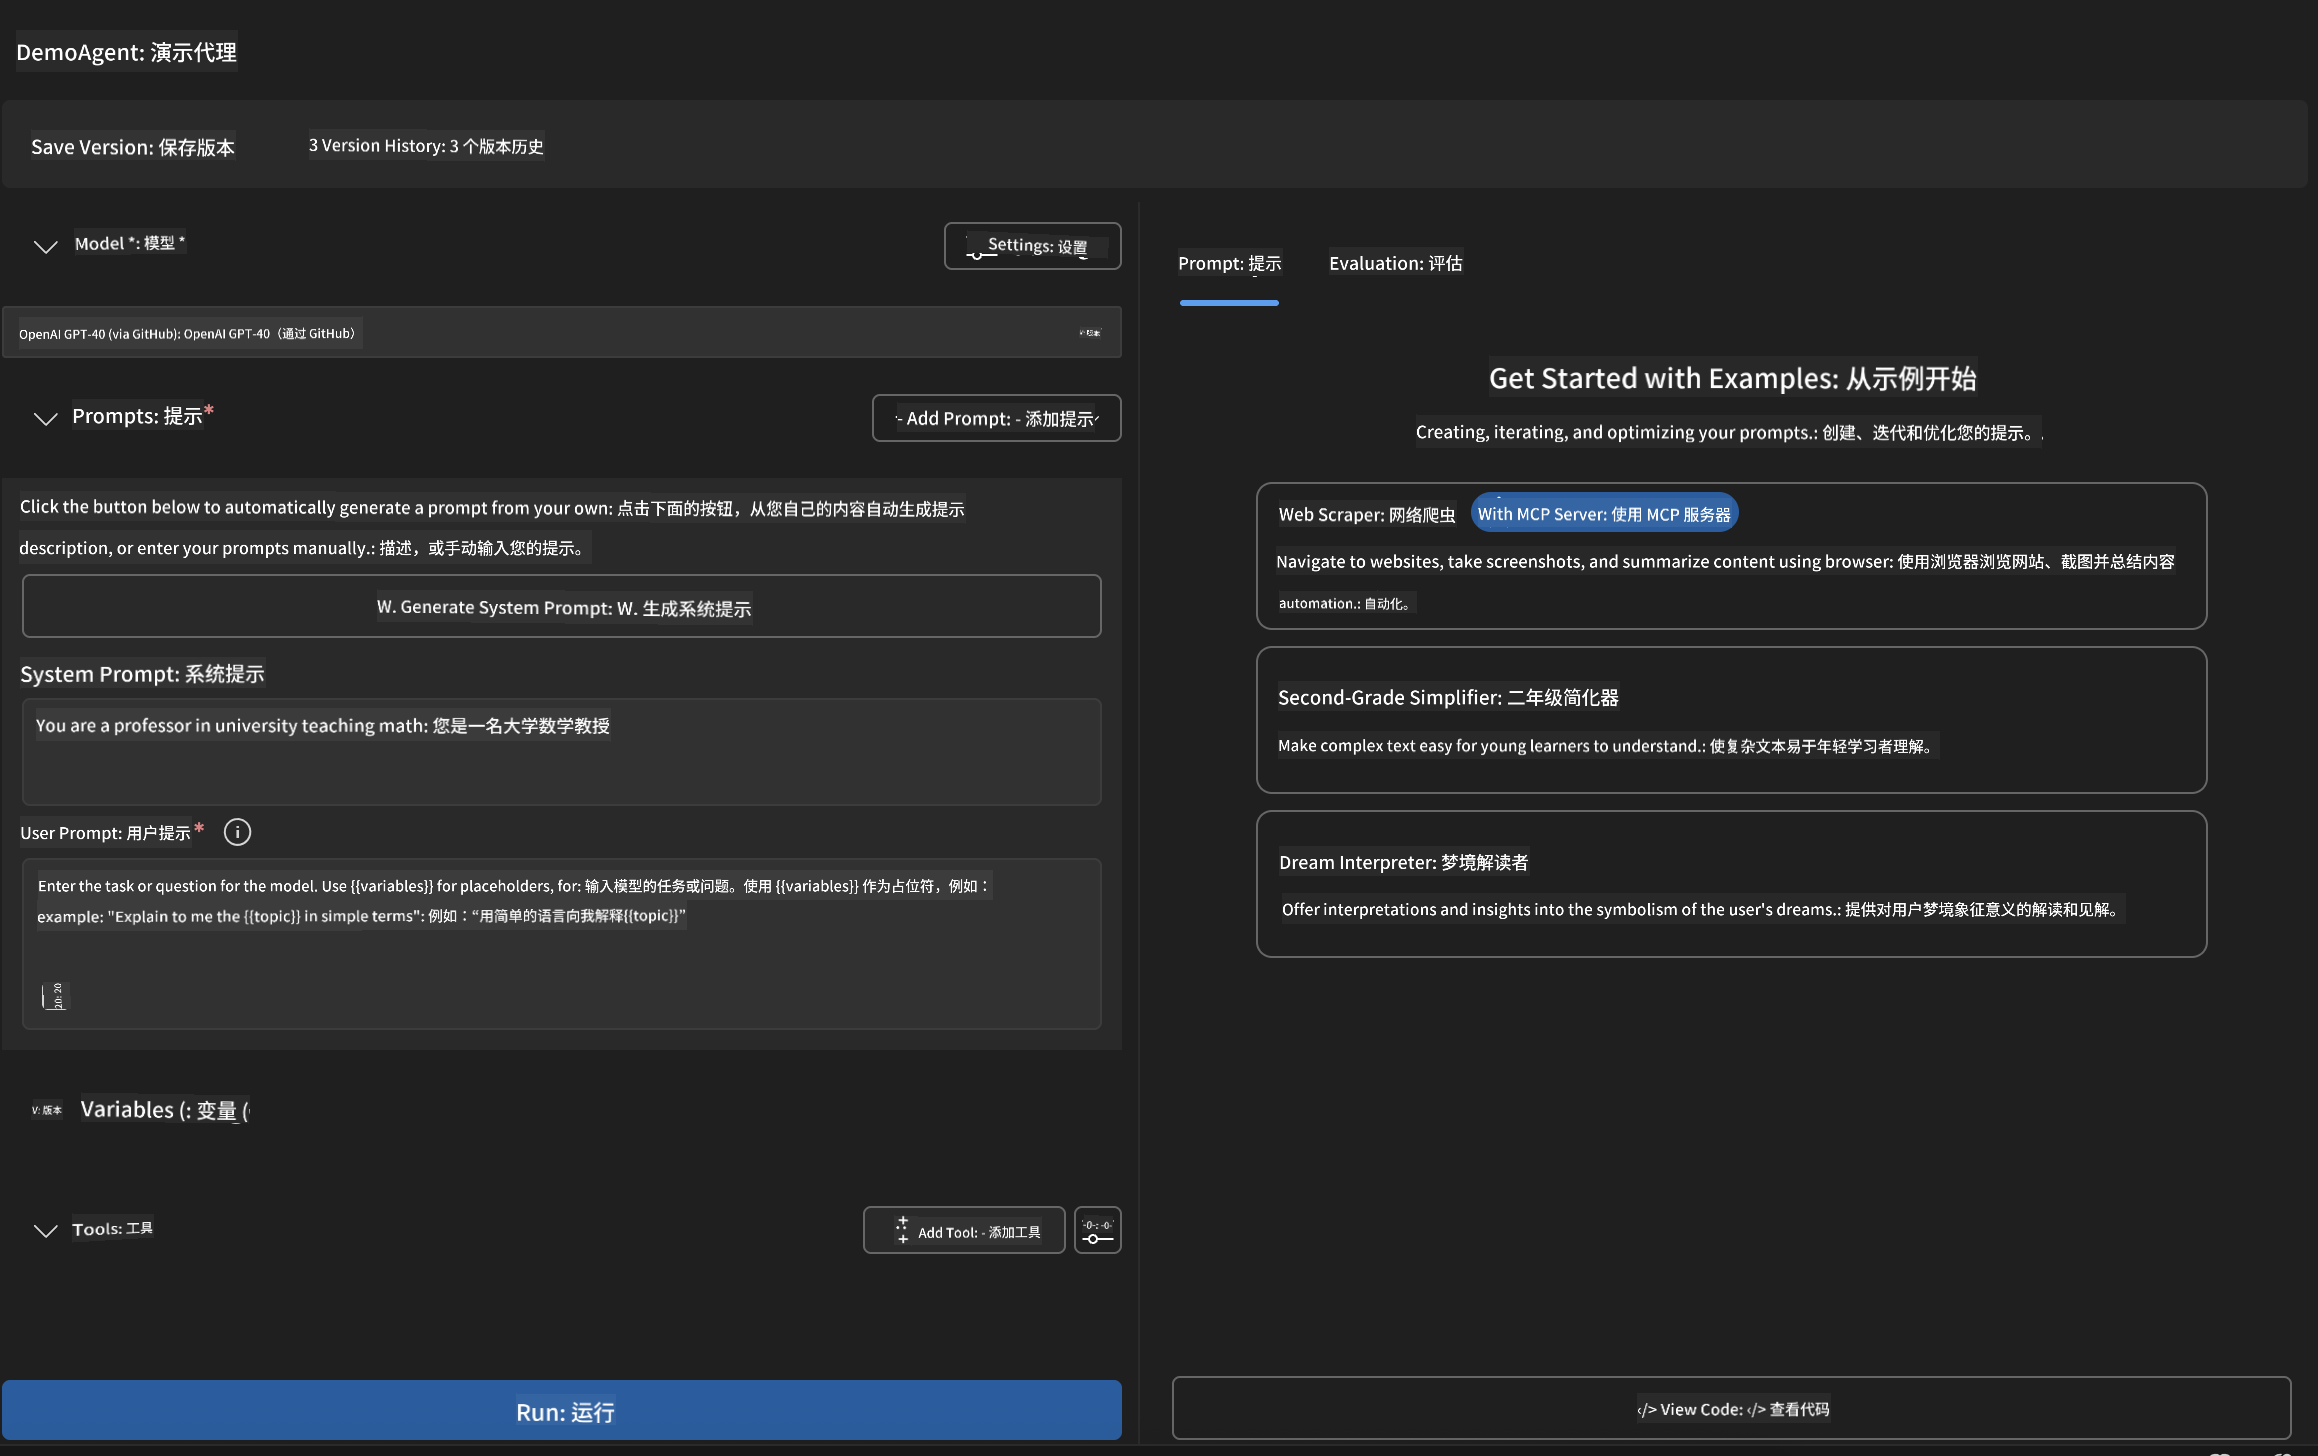 DemoAgent: 演示代理
Save Version: 保存版本
3 Version History: 3 个版本历史
Model *: 模型 *
Settings: 设置
OpenAI GPT-40 (via GitHub): OpenAI GPT-40（通过 GitHub）
V: 版本
Prompts: 提示*
- Add Prompt: - 添加提示
Click the button below to automatically generate a prompt from your own: 点击下面的按钮，从您自己的内容自动生成提示
description, or enter your prompts manually.: 描述，或手动输入您的提示。
W. Generate System Prompt: W. 生成系统提示
System Prompt: 系统提示
You are a professor in university teaching math: 您是一名大学数学教授
User Prompt: 用户提示*
Enter the task or question for the model. Use {{variables}} for placeholders, for: 输入模型的任务或问题。使用 {{variables}} 作为占位符，例如：
example: "Explain to me the {{topic}} in simple terms": 例如：“用简单的语言向我解释{{topic}}”
20: 20
V: 版本
Variables (: 变量 (
Tools: 工具
Add Tool: - 添加工具
-0-: -0-
Run: 运行
Prompt: 提示
Evaluation: 评估
Get Started with Examples: 从示例开始
Creating, iterating, and optimizing your prompts.: 创建、迭代和优化您的提示。
Web Scraper: 网络爬虫
With MCP Server: 使用 MCP 服务器
Navigate to websites, take screenshots, and summarize content using browser: 使用浏览器浏览网站、截图并总结内容
automation.: 自动化。
Second-Grade Simplifier: 二年级简化器
Make complex text easy for young learners to understand.: 使复杂文本易于年轻学习者理解。
Dream Interpreter: 梦境解读者
Offer interpretations and insights into the symbolism of the user's dreams.: 提供对用户梦境象征意义的解读和见解。
</> View Code: </> 查看代码